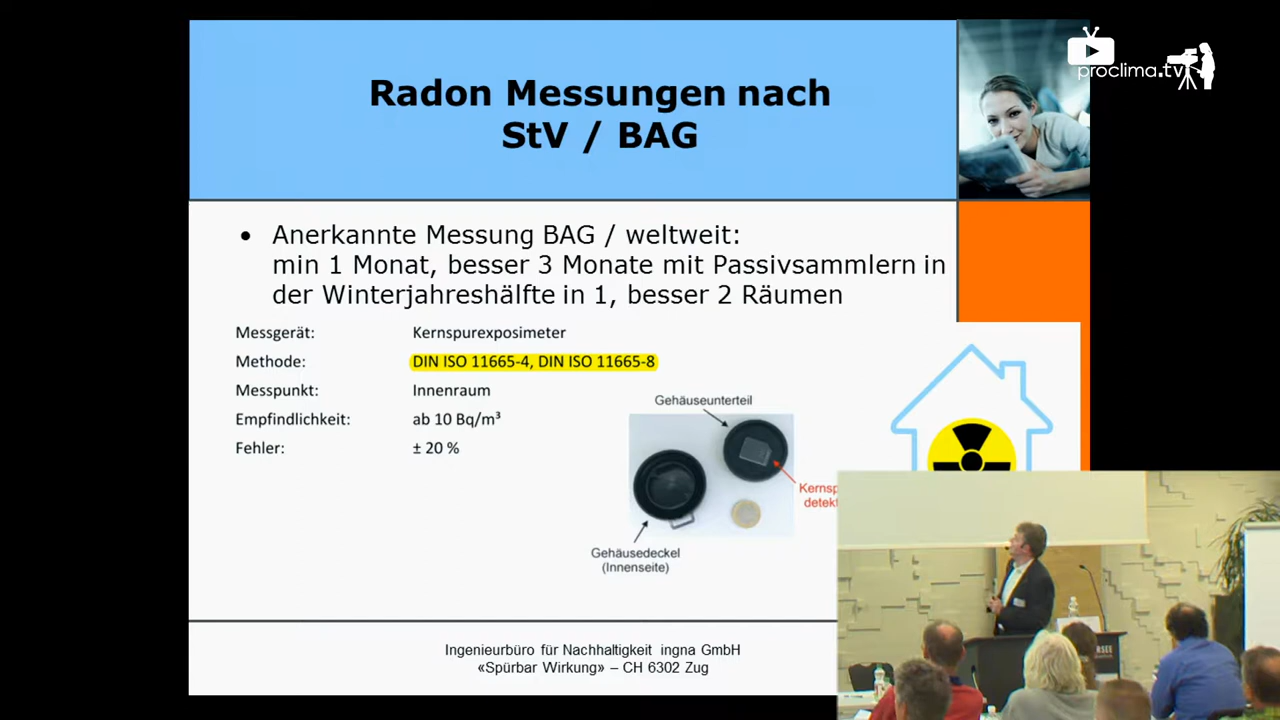 proclima.tv
Radon Messungen nach
StV / BAG
• Anerkannte Messung BAG / weltweit:
min 1 Monat, besser 3 Monate mit Passivsammlern in
der Winterjahreshälfte in 1, besser 2 Räumen
Messgerät: Kernspurexposimeter
Methode: DIN ISO 11665-4, DIN ISO 11665-8
Messpunkt: Innenraum
Empfindlichkeit: ab 10 Bq/m³
Fehler: ± 20 %
Gehäuseunterteil
Gehäusedeckel
(Innenseite)
Ingenieurbüro für Nachhaltigkeit ingna GmbH
«Spürbar Wirkung» – CH 6302 Zug